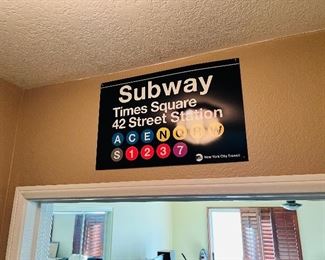 Subway
Times Square
42 Street Station
A C E N Q R W
S 1 2 3 7
New York City Transit